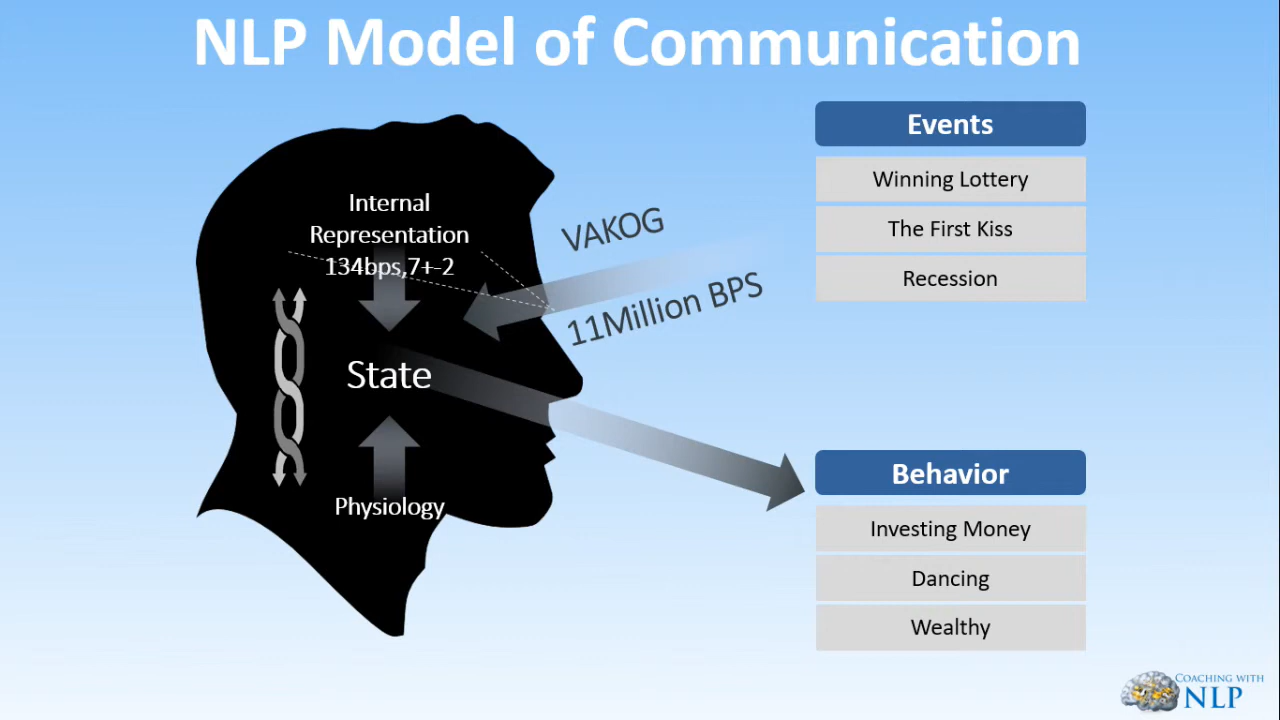 NLP Model of Communication
Events
Winning Lottery
The First Kiss
Recession
VAKOG
11Million BPS
Internal
Representation
134bps,7+-2
State
Physiology
Behavior
Investing Money
Dancing
Wealthy
COACHING WITH
NLP